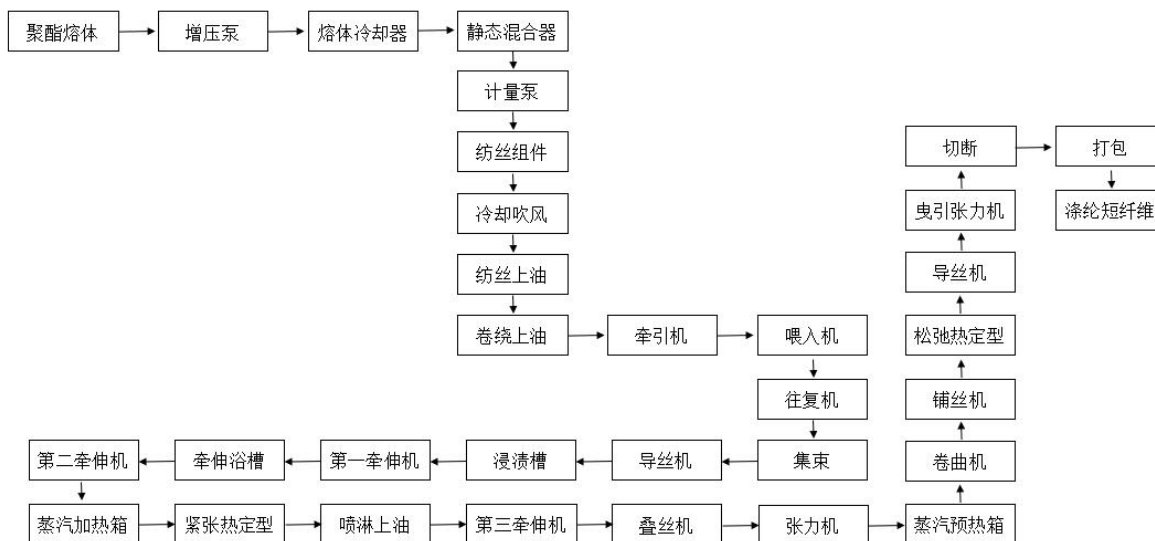 聚酯熔体
增压泵
熔体冷却器
静态混合器
计量泵
纺丝组件
冷却吹风
纺丝上油
卷绕上油
牵引机
喂入机
往复机
集束
导丝机
浸渍槽
第一牵伸机
牵伸浴槽
第二牵伸机
蒸汽加热箱
紧张热定型
喷淋上油
第三牵伸机
叠丝机
张力机
蒸汽预热箱
卷曲机
铺丝机
松弛热定型
导丝机
曳引张力机
切断
打包
涤纶短纤维